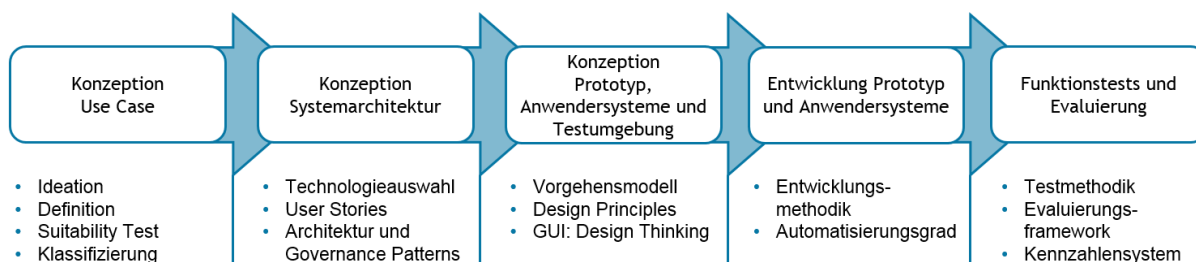 Konzeption
Use Case
Konzeption
Systemarchitektur
Konzeption
Prototyp,
Anwendersysteme und
Testumgebung
Entwicklung Prototyp
und Anwendersysteme
Funktionstests und
Evaluierung
• Ideation
• Definition
• Suitability Test
• Klassifizierung
• Technologieauswahl
• User Stories
• Architektur und
Governance Patterns
• Vorgehensmodell
• Design Principles
• GUI: Design Thinking
• Entwicklungs-
methodik
• Automatisierungsgrad
• Testmethodik
• Evaluierungs-
framework
• Kennzahlensystem